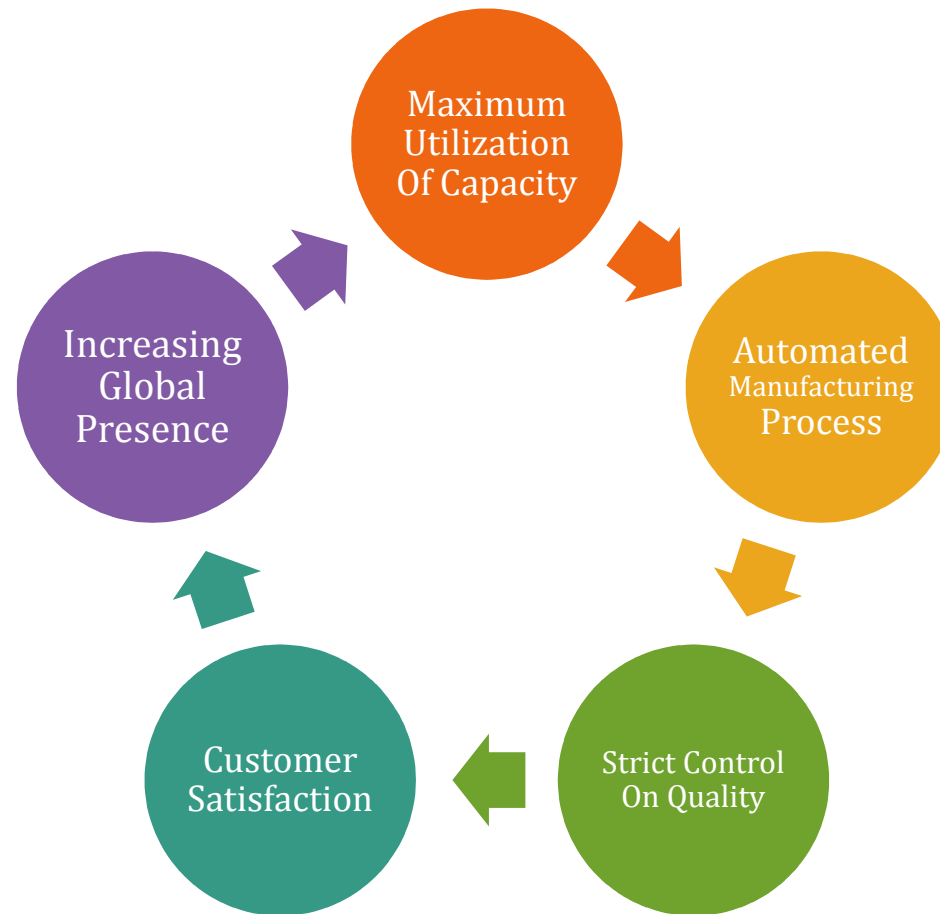 Maximum
Utilization
Of Capacity
Automated
Manufacturing
Process
Strict Control
On Quality
Customer
Satisfaction
Increasing
Global
Presence